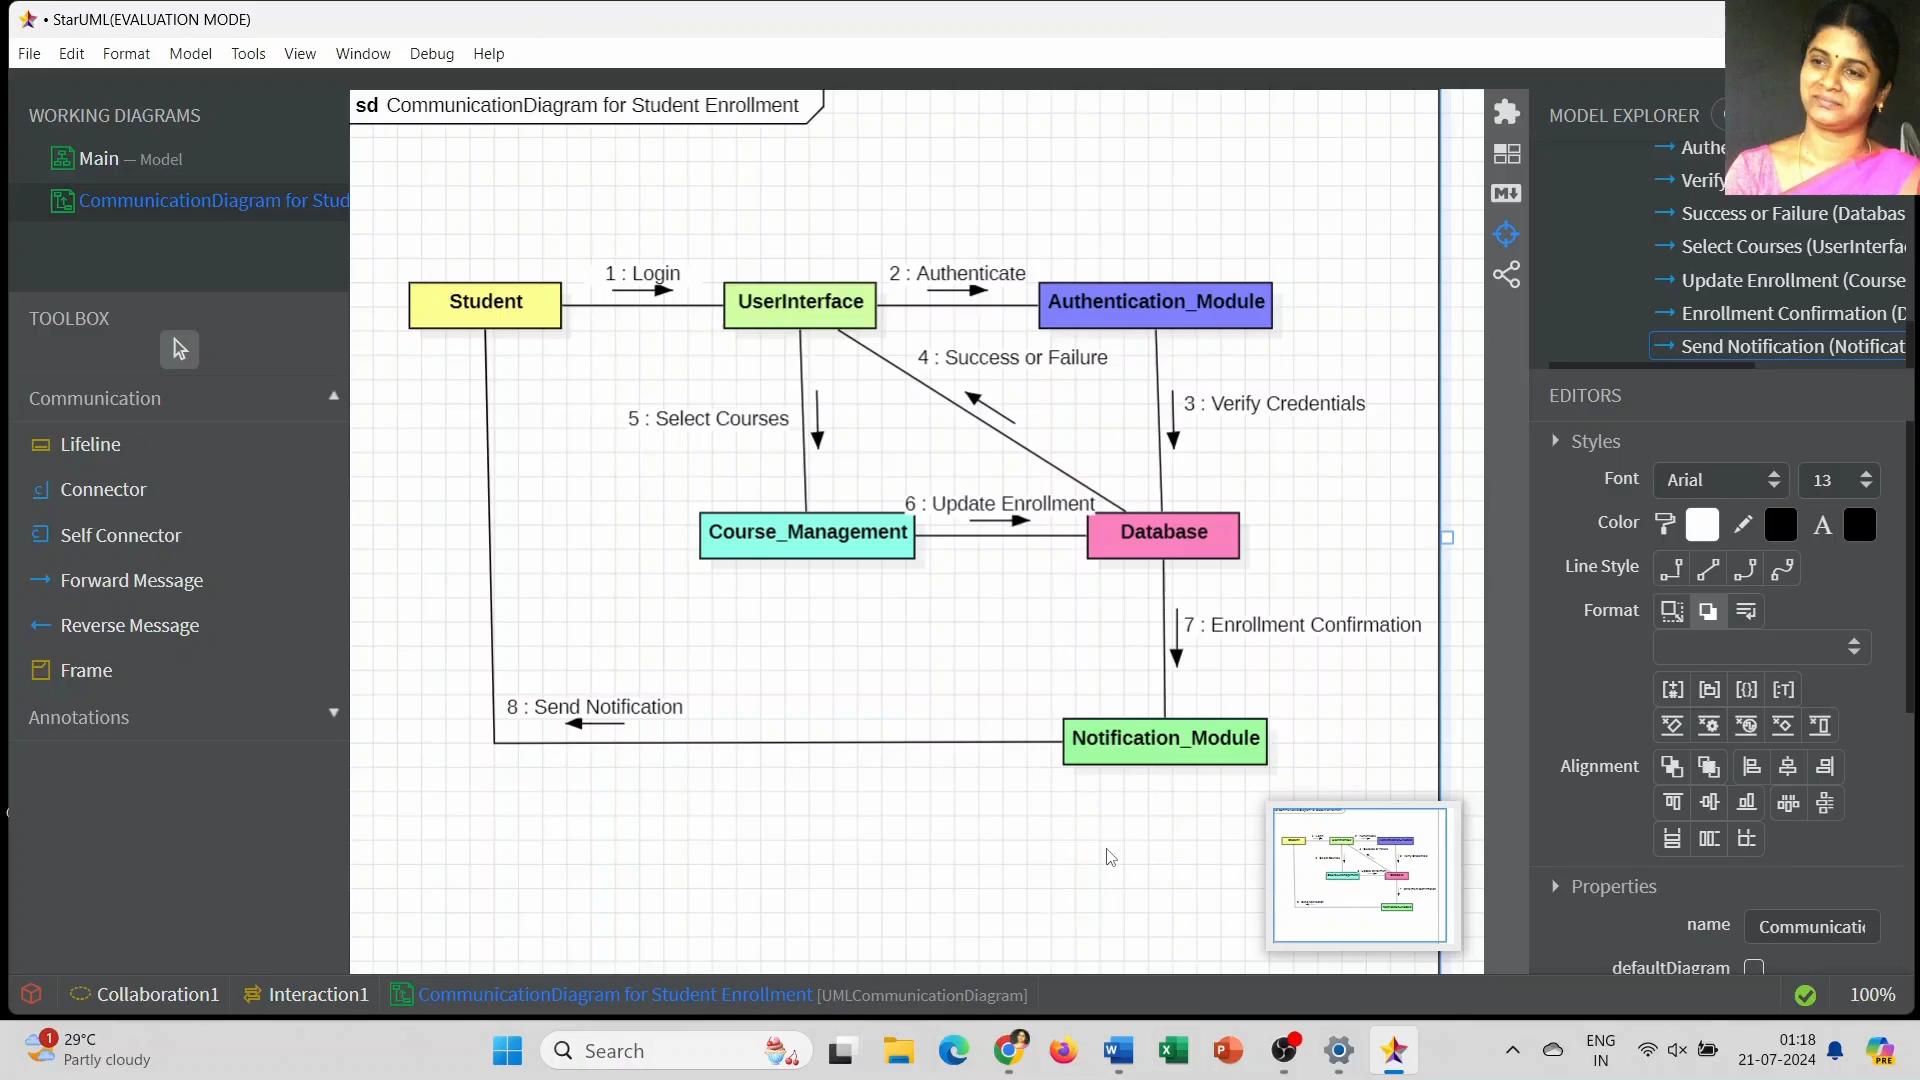 • StarUML(EVALUATION MODE)
File Edit Format Model Tools View Window Debug Help
WORKING DIAGRAMS
Main — Model
CommunicationDiagram for Stud
TOOLBOX
Communication
Lifeline
Connector
Self Connector
Forward Message
Reverse Message
Frame
Annotations
sd CommunicationDiagram for Student Enrollment
1 : Login
2 : Authenticate
Student
UserInterface
Authentication_Module
4 : Success or Failure
3 : Verify Credentials
5 : Select Courses
6 : Update Enrollment
Course_Management
Database
7 : Enrollment Confirmation
8 : Send Notification
Notification_Module
MODEL EXPLORER
Authe
Verify
Success or Failure (Databas
Select Courses (UserInterfa
Update Enrollment (Course
Enrollment Confirmation (D
Send Notification (Notificat
EDITORS
Styles
Font Arial 13
Color
Line Style
Format
Alignment
Properties
name Communicati
defaultDiagram
Collaboration1 Interaction1 CommunicationDiagram for Student Enrollment [UMLCommunicationDiagram]
100%
1
29°C
Partly cloudy
Search
ENG
IN
01:18
21-07-2024
PRE